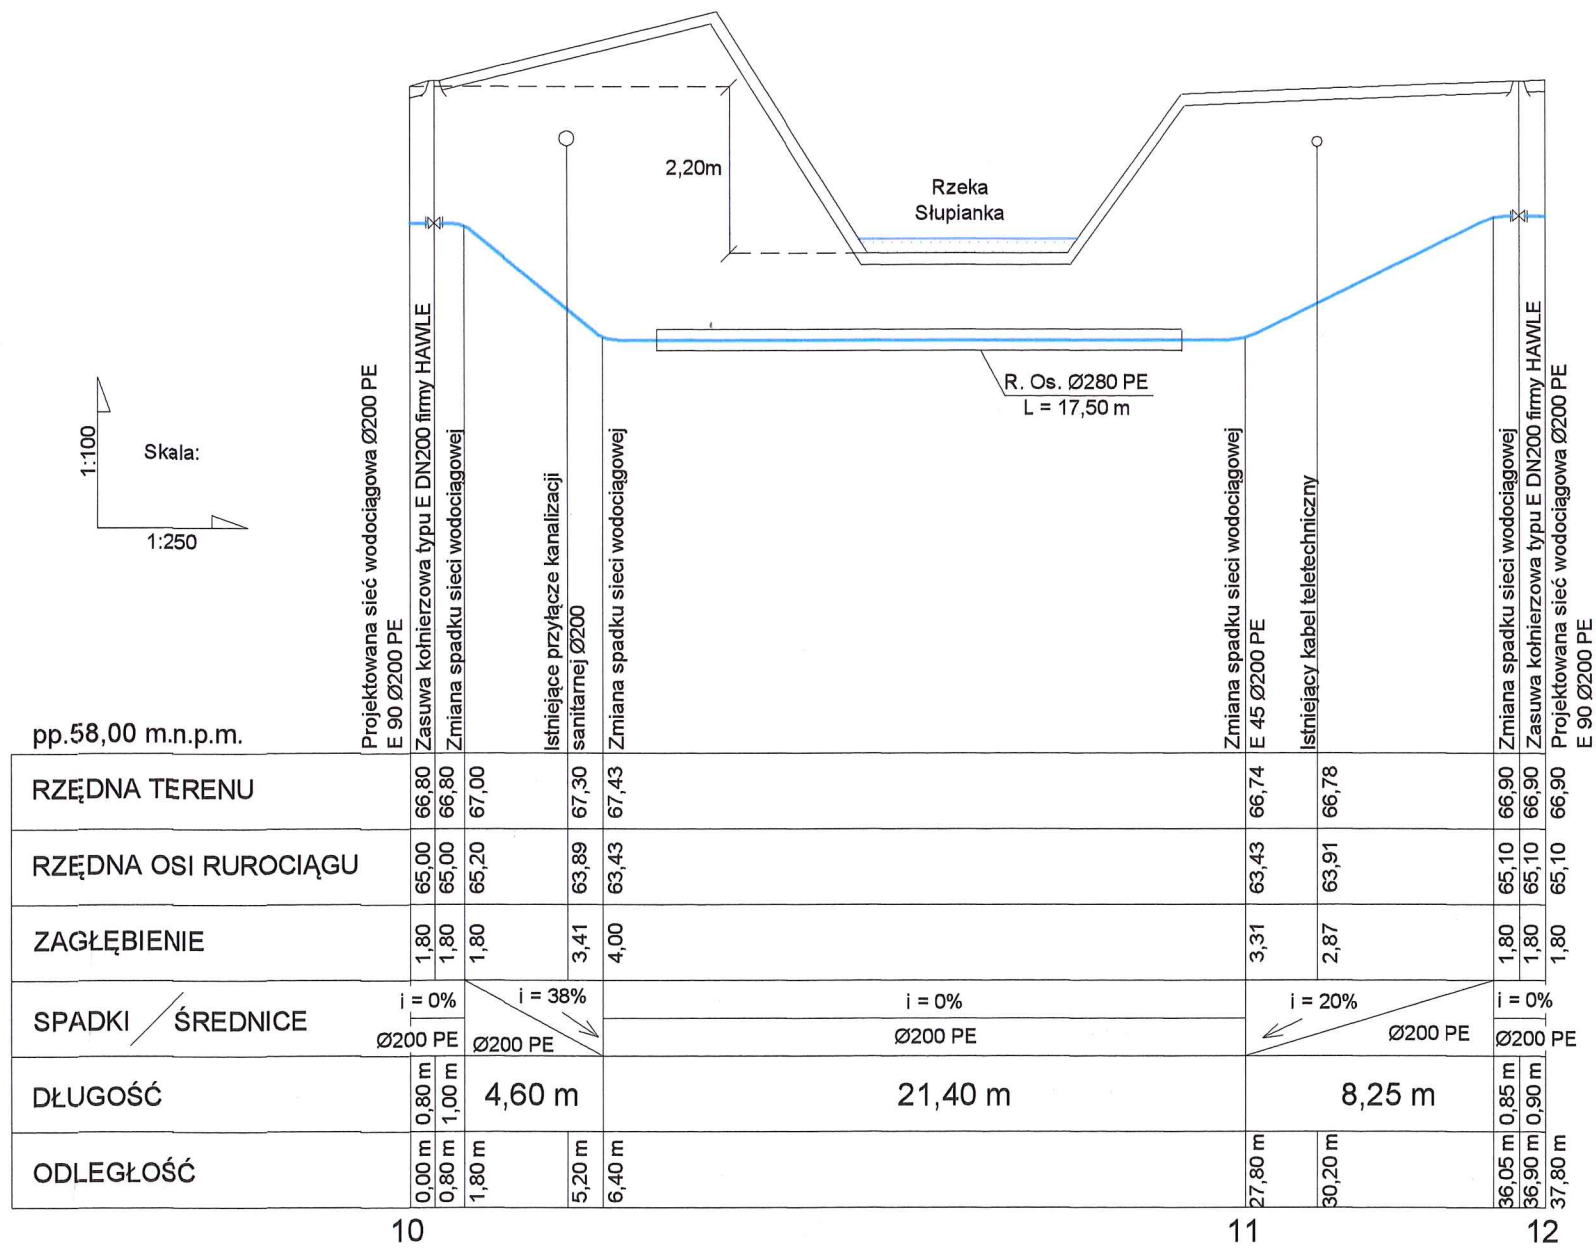 2,20m
Rzeka
Słupianka
R. Os. Ø280 PE
L = 17,50 m
1:100
Skala:
1:250
Projektowana sieć wodociągowa Ø200 PE
E 90 Ø200 PE
Zasuwa kołnierzowa typu E DN200 firmy HAWLE
Zmiana spadku sieci wodociągowej
Istniejące przyłącze kanalizacji
sanitarnej Ø200
Zmiana spadku sieci wodociągowej
Zmiana spadku sieci wodociągowej
E 45 Ø200 PE
Istniejący kabel teletechniczny
Zmiana spadku sieci wodociągowej
Zasuwa kołnierzowa typu E DN200 firmy HAWLE
Projektowana sieć wodociągowa Ø200 PE
E 90 Ø200 PE
pp.58,00 m.n.p.m.
RZĘDNA TERENU 66,80 66,80 67,00 67,30 67,43 66,74 66,78 66,90 66,90 66,90
RZĘDNA OSI RUROCIĄGU 65,00 65,00 65,20 63,89 63,43 63,43 63,91 65,10 65,10 65,10
ZAGŁĘBIENIE 1,80 1,80 1,80 3,41 4,00 3,31 2,87 1,80 1,80 1,80
SPADKI / ŚREDNICE
i = 0% i = 38% i = 0% i = 20% i = 0%
Ø200 PE Ø200 PE Ø200 PE Ø200 PE Ø200 PE
DŁUGOŚĆ 0,80 m 1,00 m 4,60 m 21,40 m 8,25 m 0,85 m 0,90 m
ODLEGŁOŚĆ 0,00 m 0,80 m 1,80 m 5,20 m 6,40 m 27,80 m 30,20 m 36,05 m 36,90 m 37,80 m
10 11 12